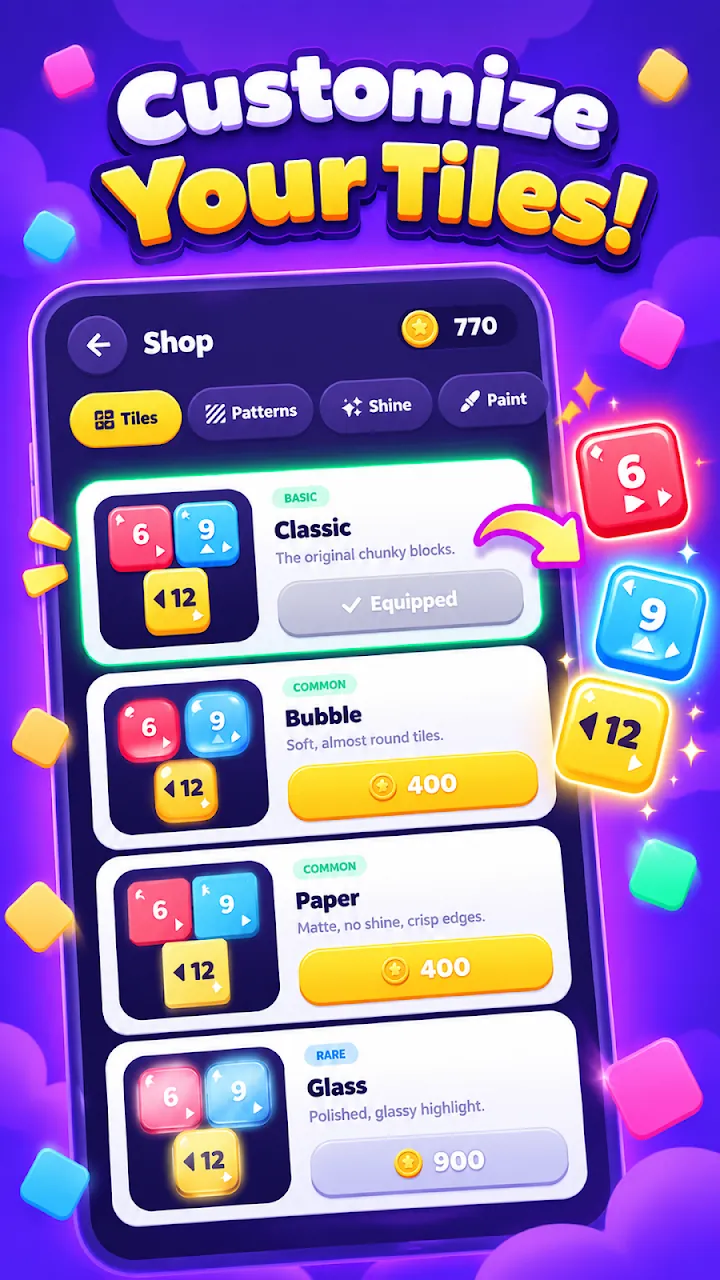 Customize
Your Tiles!
Shop
770
Tiles
Patterns
Shine
Paint
6
9
12
BASIC
Classic
The original chunky blocks.
Equipped
6
9
12
6
9
12
COMMON
Bubble
Soft, almost round tiles.
400
6
9
12
COMMON
Paper
Matte, no shine, crisp edges.
400
6
9
12
RARE
Glass
Polished, glassy highlight.
900